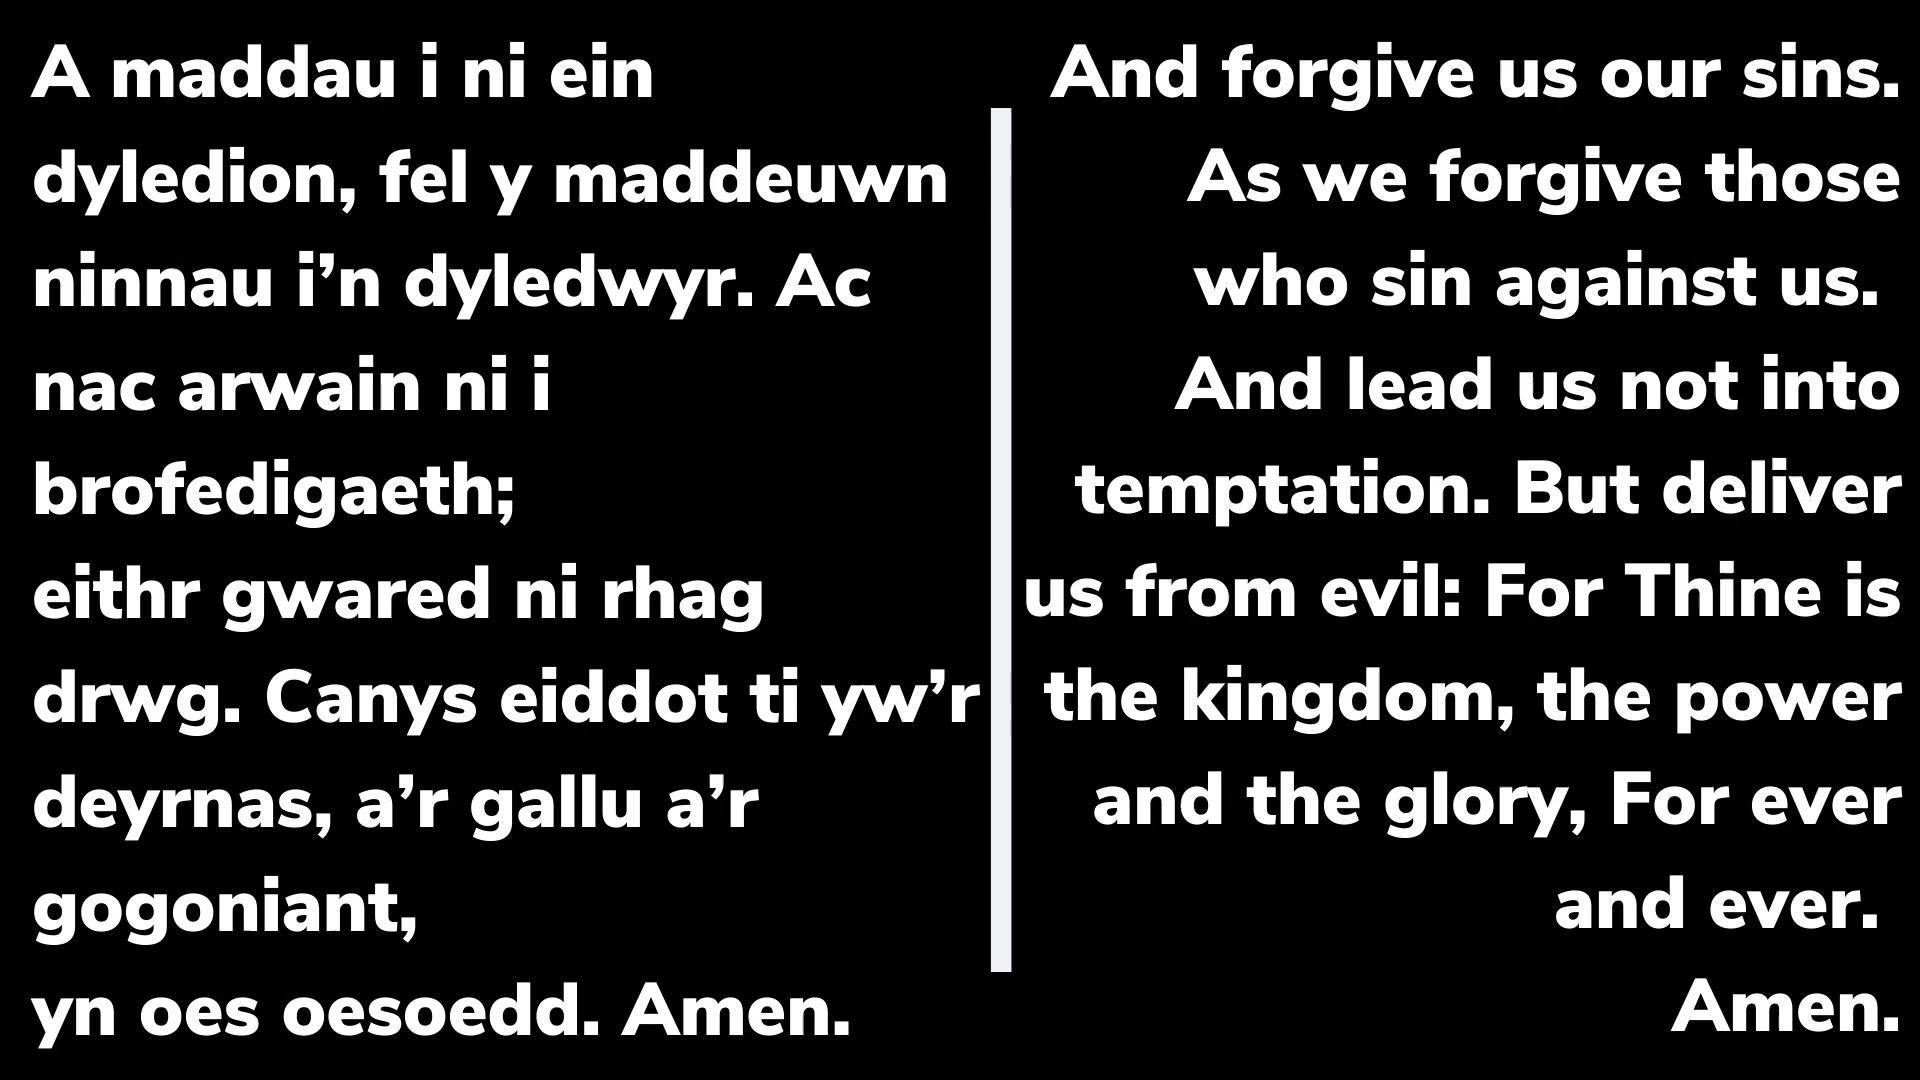 A maddau i ni ein
dyledion, fel y maddeuwn
ninnau i’n dyledwyr. Ac
nac arwain ni i
brofedigaeth;
eithr gwared ni rhag
drwg. Canys eiddot ti yw’r
deyrnas, a’r gallu a’r
gogoniant,
yn oes oesoedd. Amen.
And forgive us our sins.
As we forgive those
who sin against us.
And lead us not into
temptation. But deliver
us from evil: For Thine is
the kingdom, the power
and the glory, For ever
and ever.
Amen.